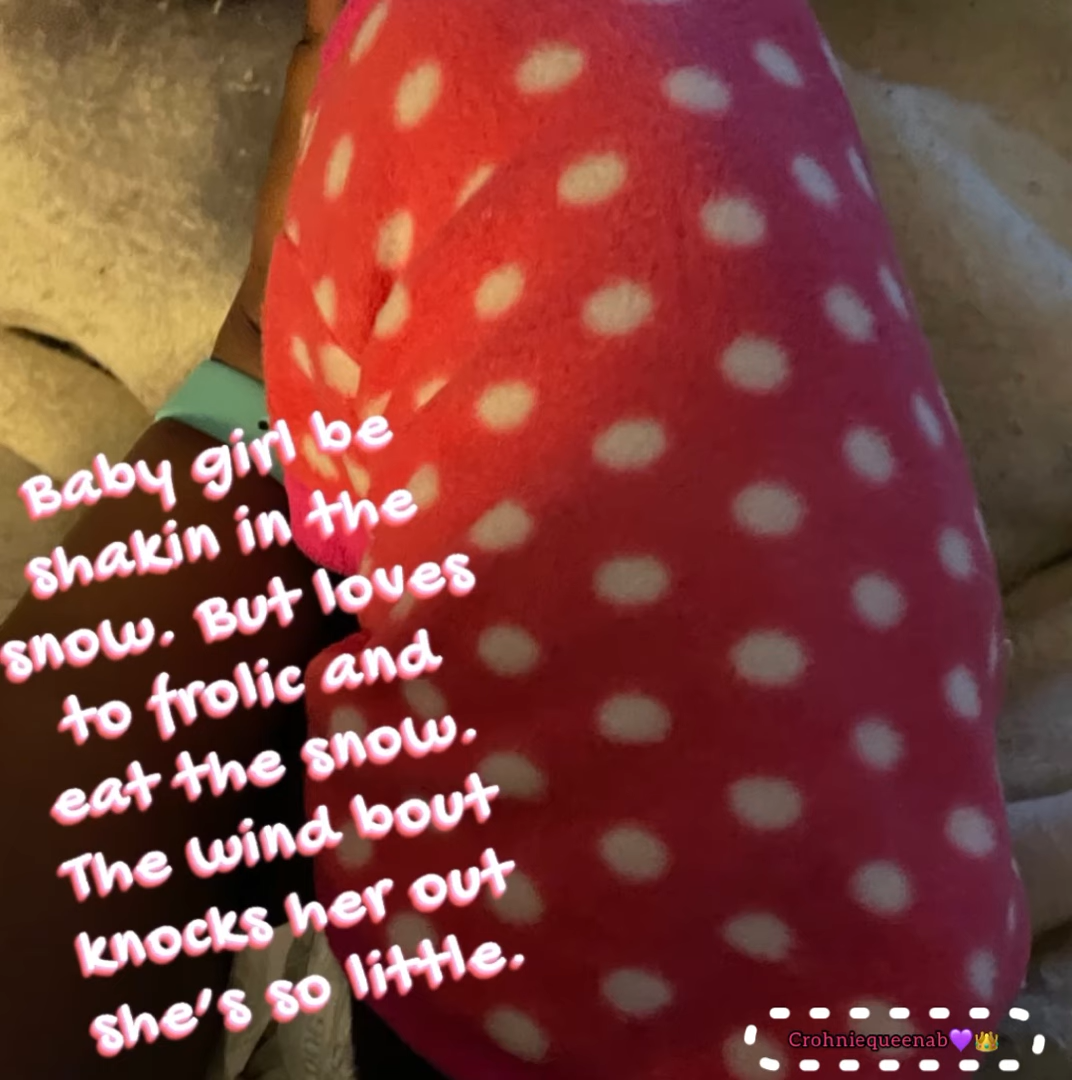 Baby girl be
shakin in the
snow. But loves
to frolic and
eat the snow.
The wind bout
knocks her out
she's so little.
Crohniequeenab💜👑